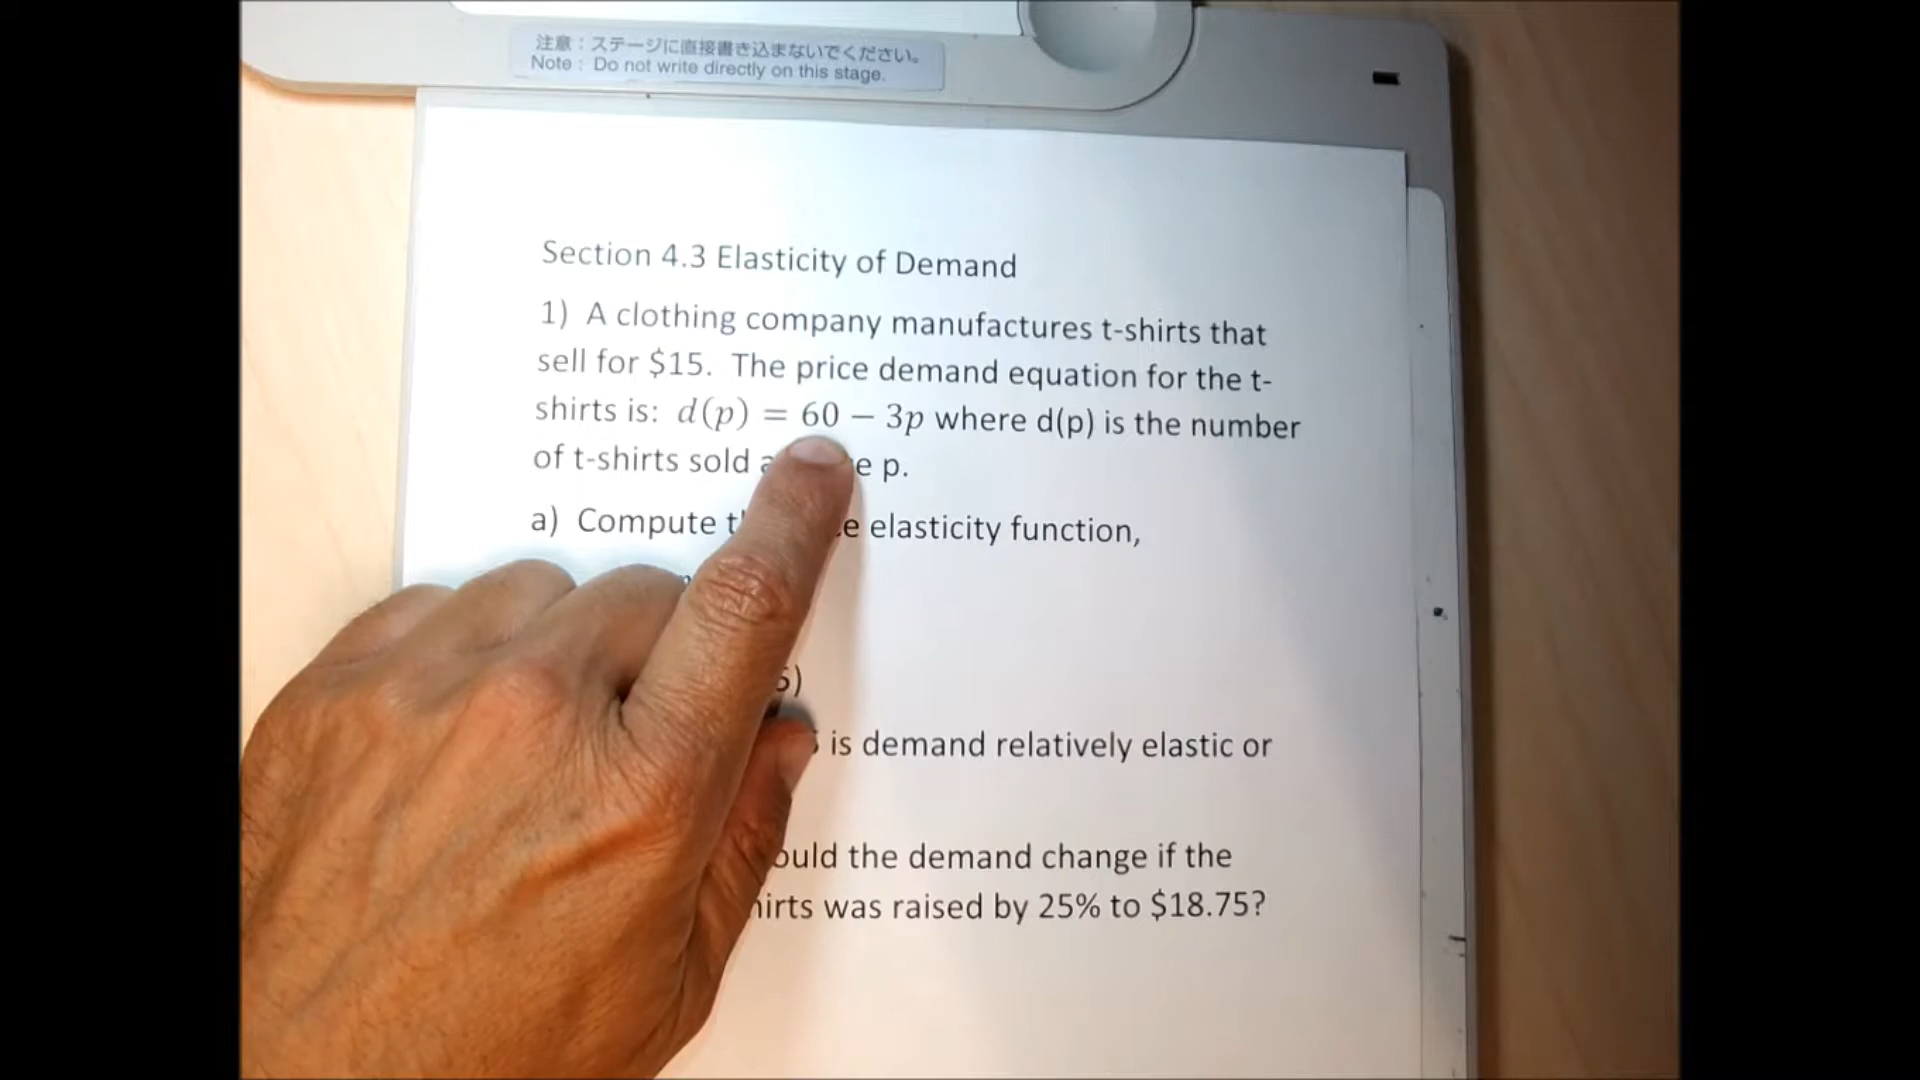 注意：ステージに直接書き込まないでください。
Note : Do not write directly on this stage.
Section 4.3 Elasticity of Demand
1) A clothing company manufactures t-shirts that
sell for $15. The price demand equation for the t-
shirts is: d(p) = 60 − 3p where d(p) is the number
of t-shirts sold p.
a) Compute elasticity function,
is demand relatively elastic or
the demand change if the
was raised by 25% to $18.75?